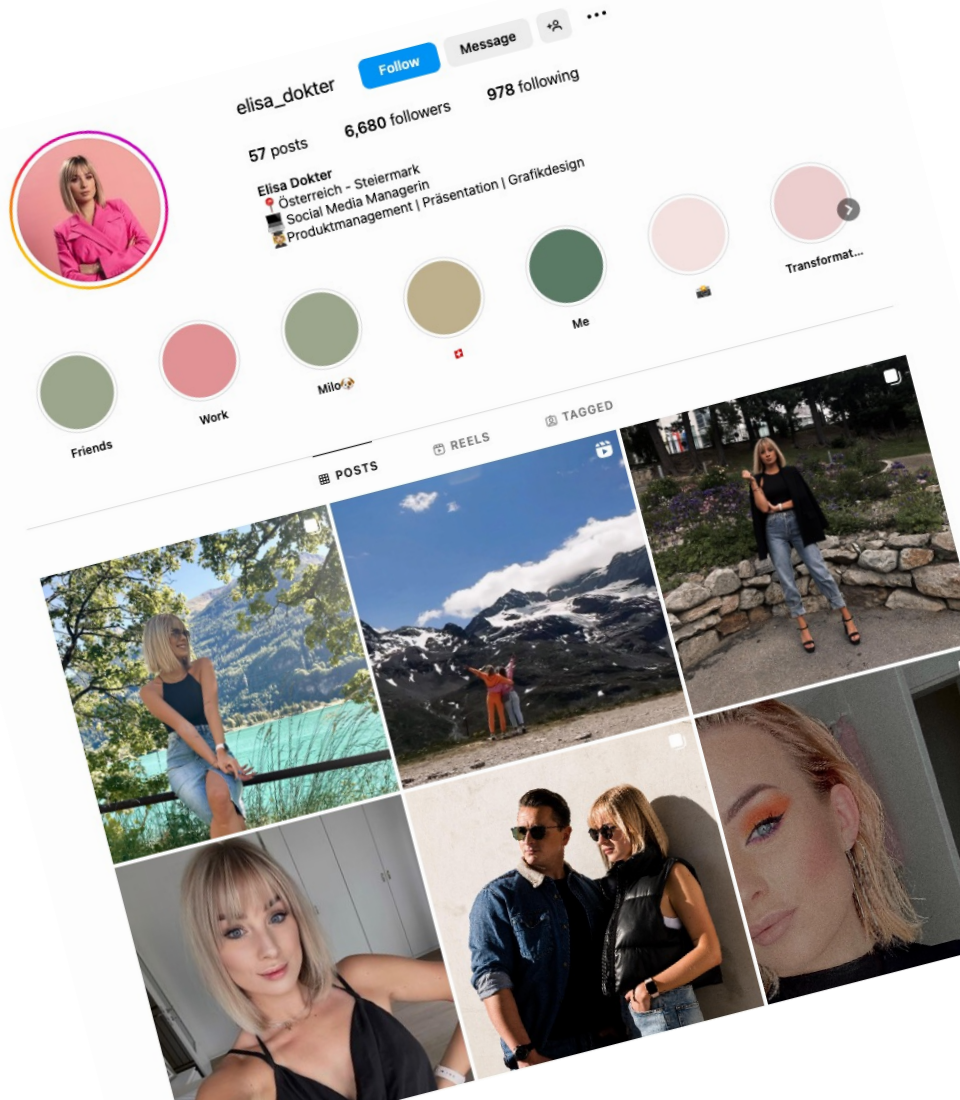 elisa_dokter
Follow
Message
57 posts
6,680 followers
978 following
Elisa Dokter
📍Österreich - Steiermark
💻Social Media Managerin
👩‍🎓Produktmanagement | Präsentation | Grafikdesign
Friends
Work
Milo🐶
🇨🇭
Me
📸
Transformat...
POSTS
REELS
TAGGED